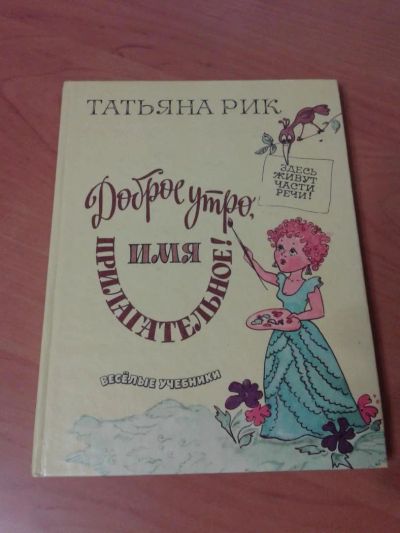 ТАТЬЯНА РИК
ЗДЕСЬ
ЖИВУТ
ЧАСТИ
РЕЧИ!
Доброе утро,
ИМЯ
ПРИЛАГАТЕЛЬНОЕ!
ВЕСЁЛЫЕ УЧЕБНИКИ